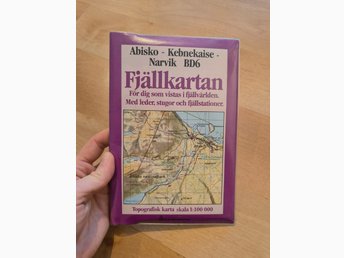 Abisko - Kebnekaise -
Narvik BD6
Fjällkartan
För dig som vistas i fjällvärlden.
Med leder, stugor och fjällstationer.
Topografisk karta skala 1:100 000